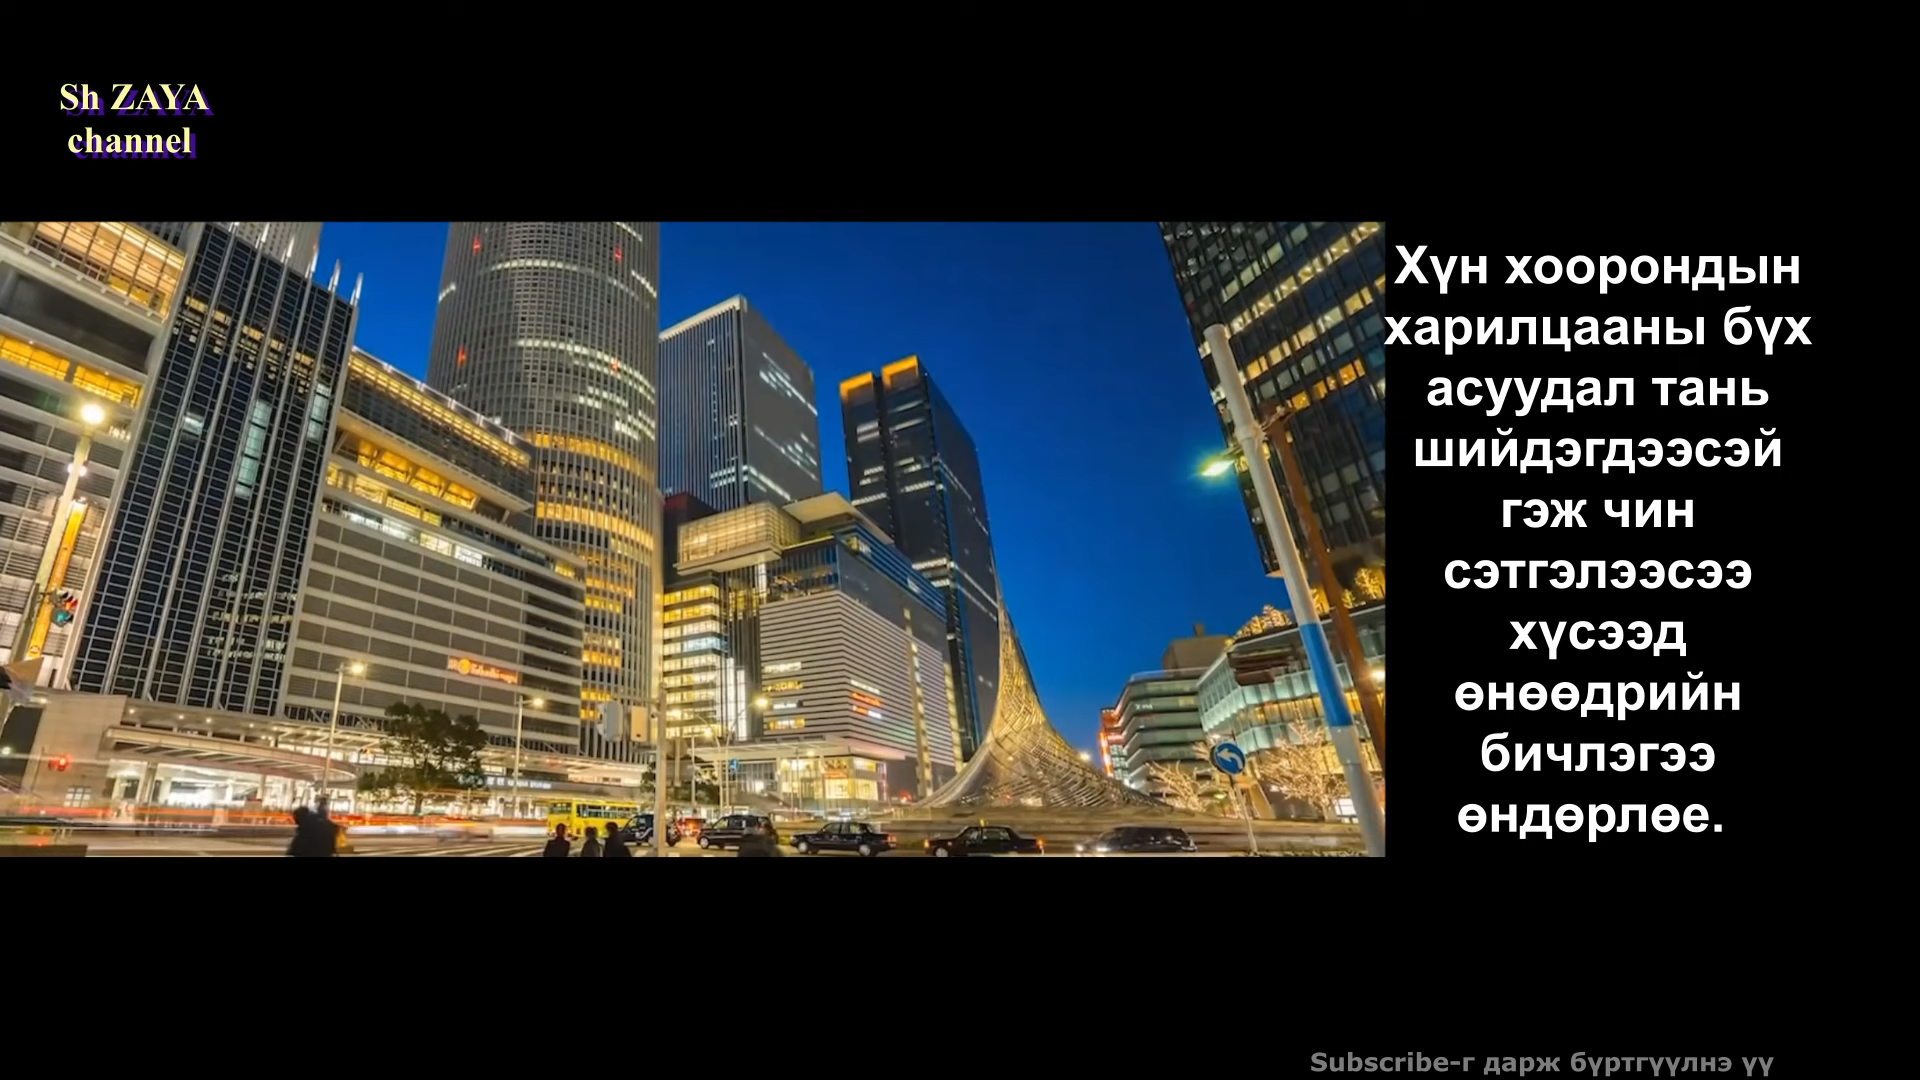 Sh ZAYA
channel
Хүн хоорондын
харилцааны бүх
асуудал тань
шийдэгдээсэй
гэж чин
сэтгэлээсээ
хүсээд
өнөөдрийн
бичлэгээ
өндөрлөе.
Subscribe-г дарж бүртгүүлнэ үү